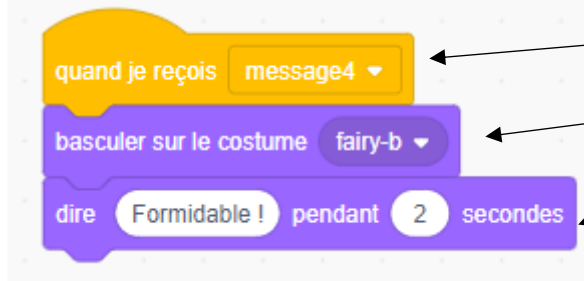 quand je reçois message4
basculer sur le costume fairy-b
dire Formidable ! pendant 2 secondes